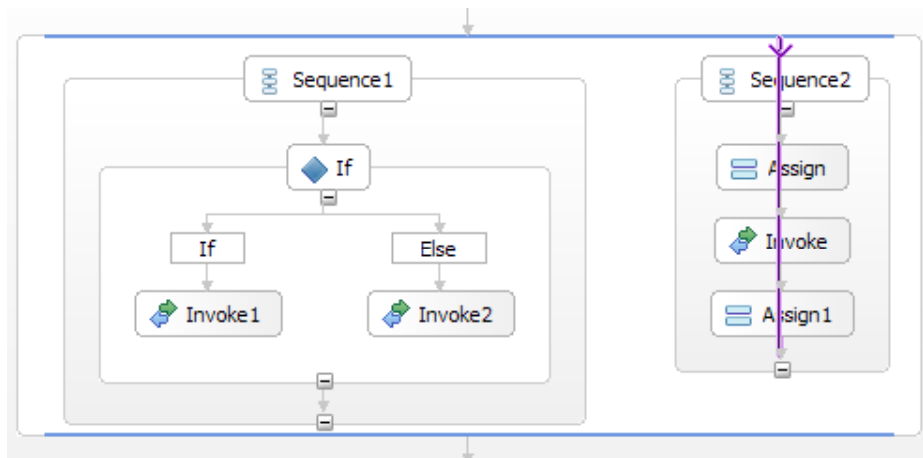 Sequence1
If
If
Else
Invoke1
Invoke2
Sequence2
Assign
Invoke
Assign1